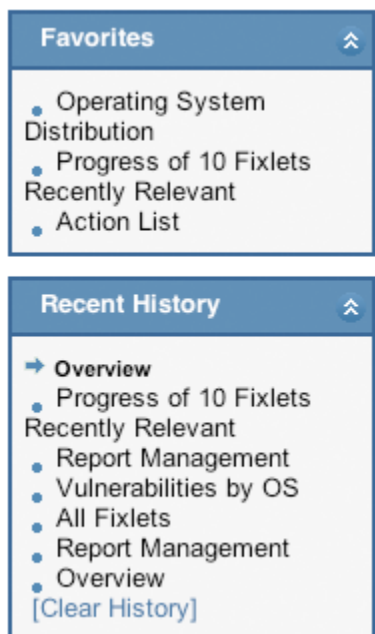 Favorites
Operating System
Distribution
Progress of 10 Fixlets
Recently Relevant
Action List
Recent History
Overview
Progress of 10 Fixlets
Recently Relevant
Report Management
Vulnerabilities by OS
All Fixlets
Report Management
Overview
[Clear History]